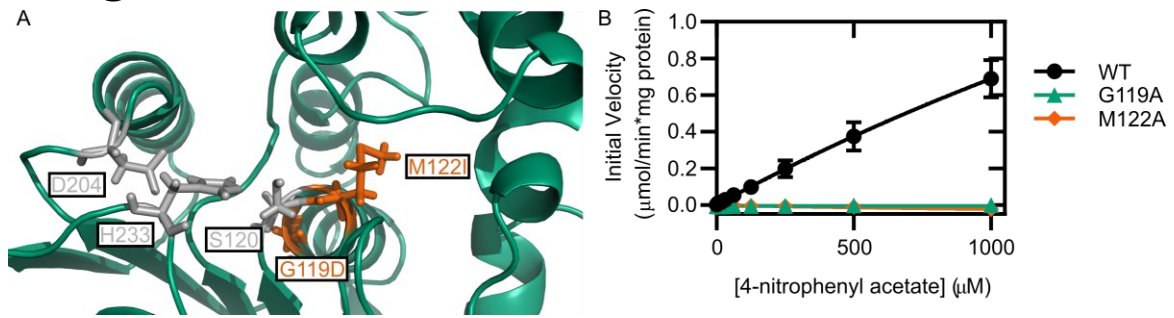 A
D204
H233
S120
G119D
M122I
B
Initial Velocity
(μmol/min*mg protein)
1.0
0.8
0.6
0.4
0.2
0.0
0
500
1000
[4-nitrophenyl acetate] (μM)
WT
G119A
M122A